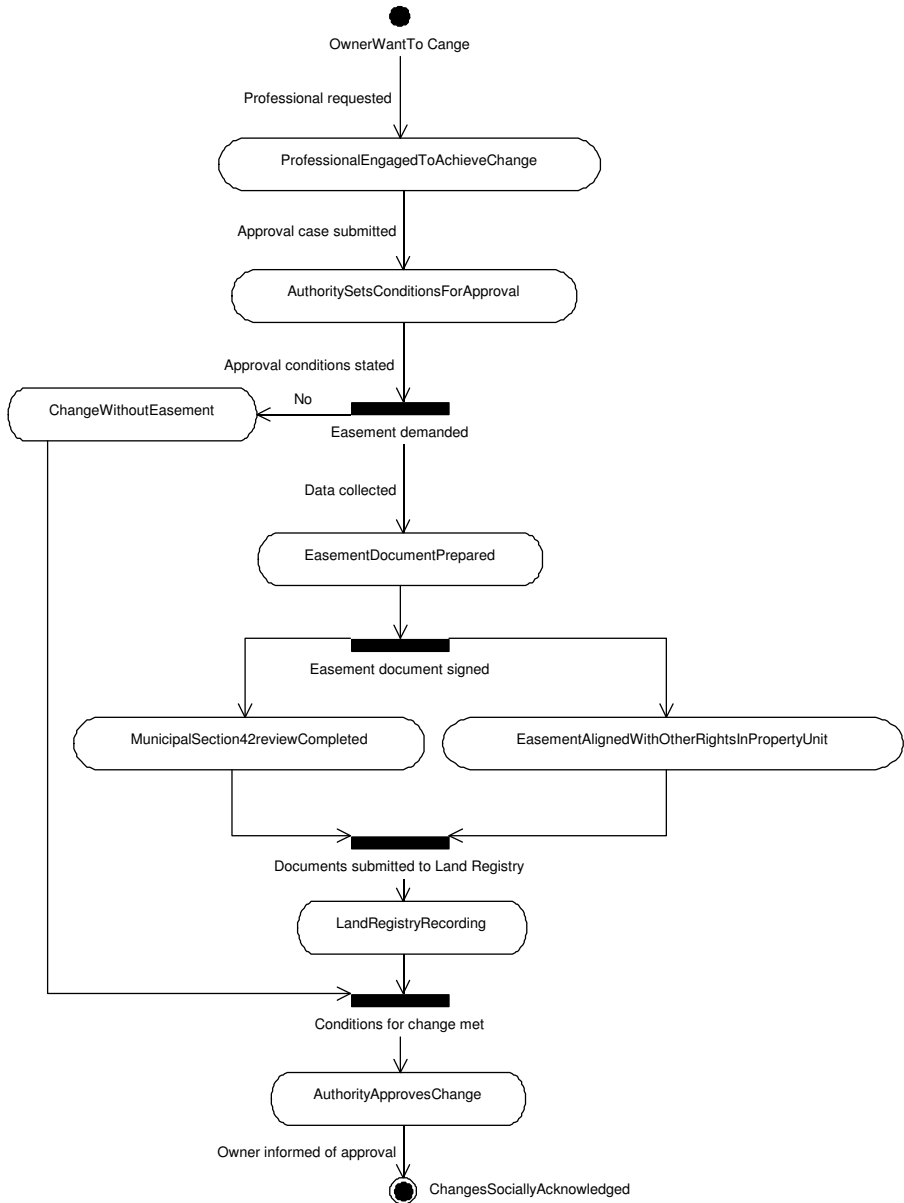 OwnerWantTo Cange
Professional requested
ProfessionalEngagedToAchieveChange
Approval case submitted
AuthoritySetsConditionsForApproval
Approval conditions stated
ChangeWithoutEasement
No
Easement demanded
Data collected
EasementDocumentPrepared
Easement document signed
MunicipalSection42reviewCompleted
EasementAlignedWithOtherRightsInPropertyUnit
Documents submitted to Land Registry
LandRegistryRecording
Conditions for change met
AuthorityApprovesChange
Owner informed of approval
ChangesSociallyAcknowledged